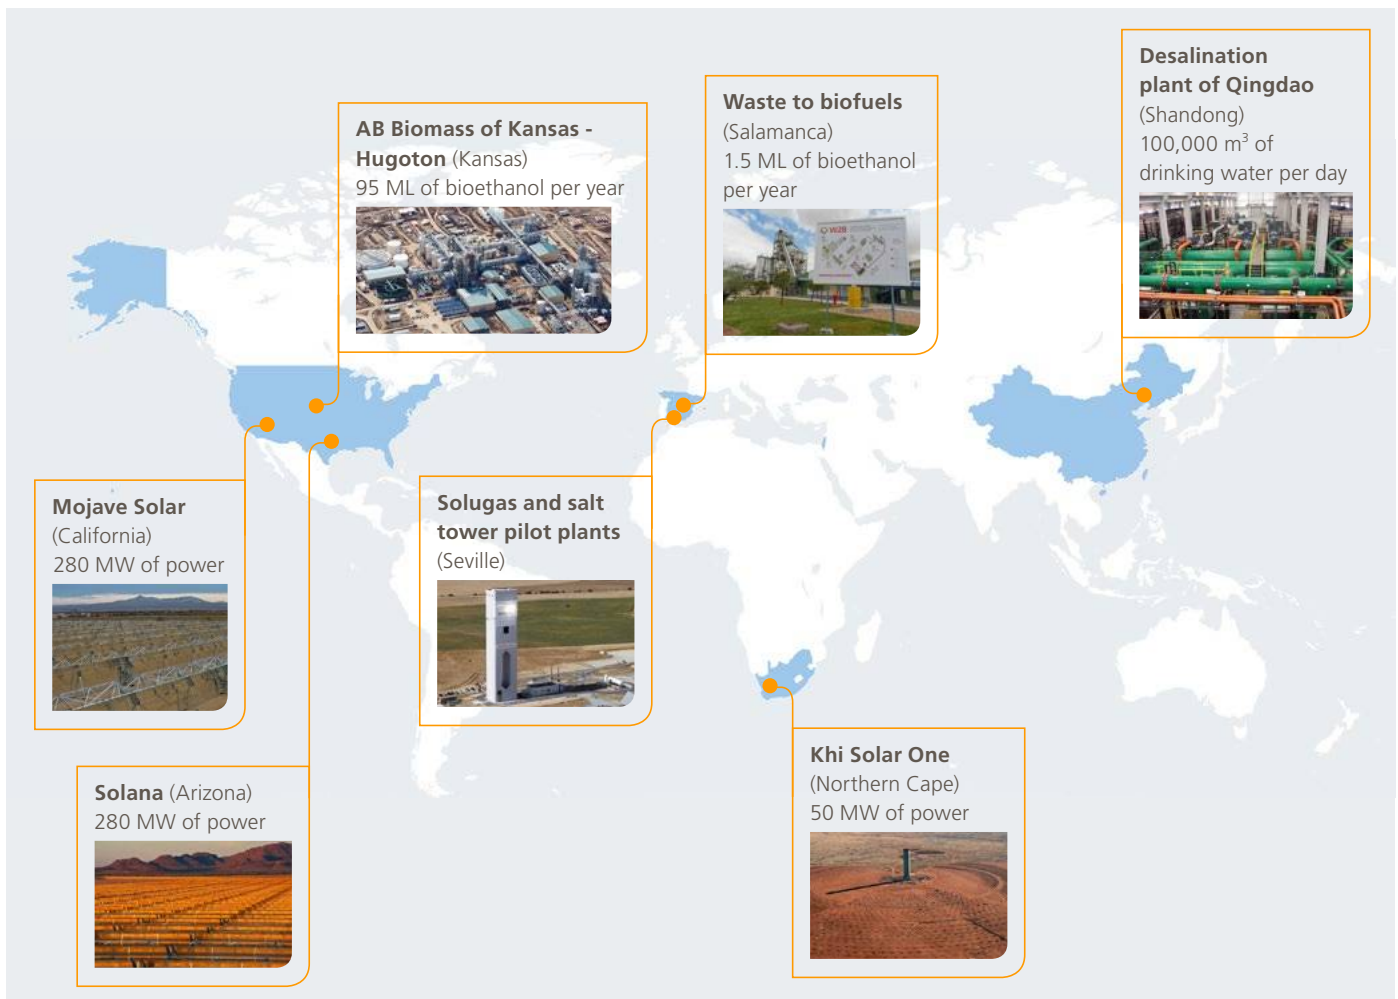 Desalination
plant of Qingdao
(Shandong)
100,000 m³ of
drinking water per day
Waste to biofuels
(Salamanca)
1.5 ML of bioethanol
per year
W2B
AB Biomass of Kansas -
Hugoton (Kansas)
95 ML of bioethanol per year
Mojave Solar
(California)
280 MW of power
Solugas and salt
tower pilot plants
(Seville)
Khi Solar One
(Northern Cape)
50 MW of power
Solana (Arizona)
280 MW of power